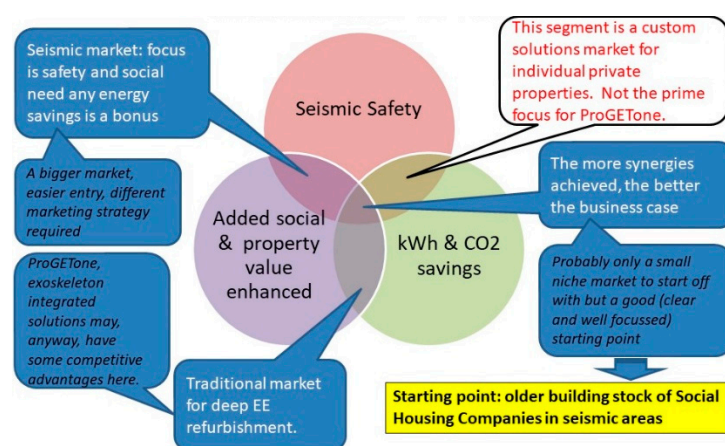 Seismic market: focus
is safety and social
need any energy
savings is a bonus
A bigger market,
easier entry, different
marketing strategy
required
ProGETone,
exoskeleton
integrated
solutions may,
anyway, have
some competitive
advantages here.
Seismic Safety
Added social
& property
value
enhanced
kWh & CO2
savings
Traditional market
for deep EE
refurbishment.
This segment is a custom
solutions market for
individual private
properties. Not the prime
focus for ProGETone.
The more synergies
achieved, the better
the business case
Probably only a small
niche market to start off
with but a good (clear
and well focussed)
starting point
Starting point: older building stock of Social
Housing Companies in seismic areas